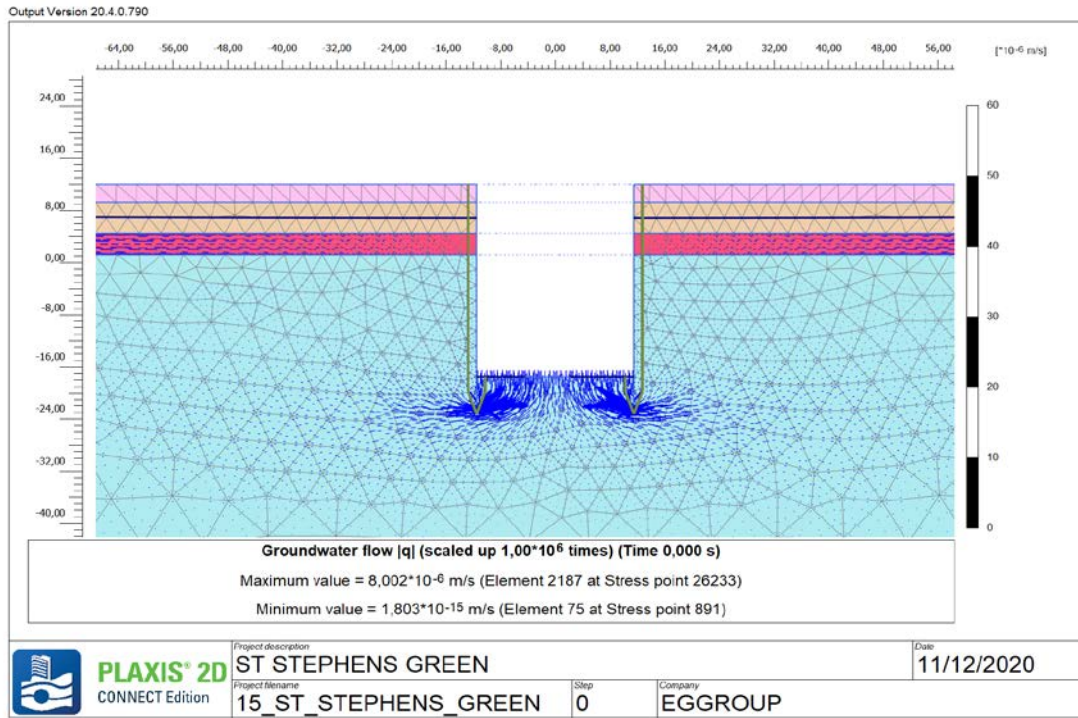 Output Version 20.4.0.790
-64,00 -56,00 -48,00 -40,00 -32,00 -24,00 -16,00 -8,00 0,00 8,00 16,00 24,00 32,00 40,00 48,00 56,00
[*10-6 m/s]
24,00
16,00
8,00
0,00
-8,00
-16,00
-24,00
-32,00
-40,00
60
50
40
30
20
10
0
Groundwater flow |q| (scaled up 1,00*10⁶ times) (Time 0,000 s)
Maximum value = 8,002*10⁻⁶ m/s (Element 2187 at Stress point 26233)
Minimum value = 1,803*10⁻¹⁵ m/s (Element 75 at Stress point 891)
PLAXIS® 2D
CONNECT Edition
Project description
ST STEPHENS GREEN
Date
11/12/2020
Project filename
15_ST_STEPHENS_GREEN
Step
0
Company
EGGROUP